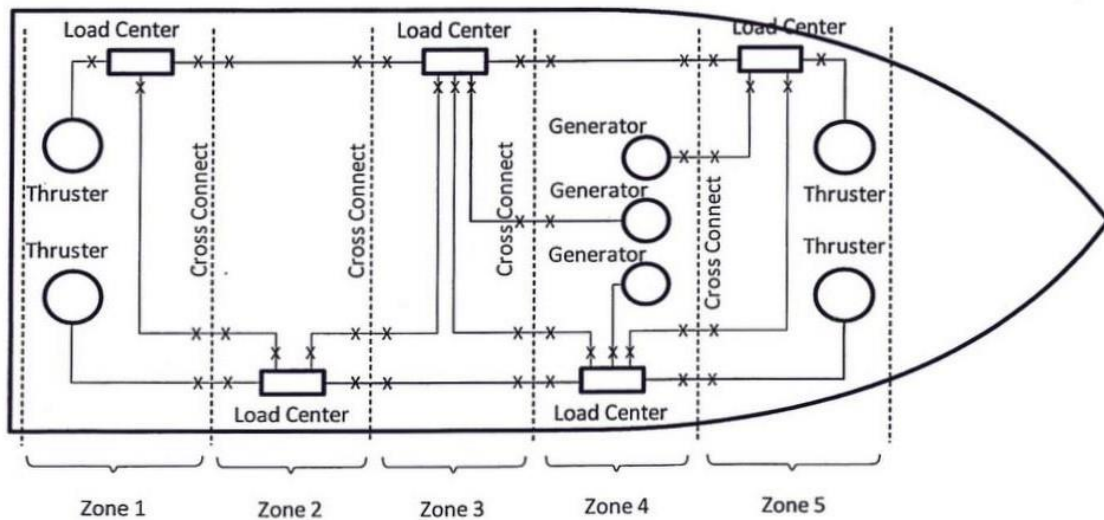 Load Center
Load Center
Load Center
Thruster
Thruster
Cross Connect
Cross Connect
Cross Connect
Generator
Generator
Generator
Cross Connect
Thruster
Thruster
Load Center
Load Center
Zone 1
Zone 2
Zone 3
Zone 4
Zone 5